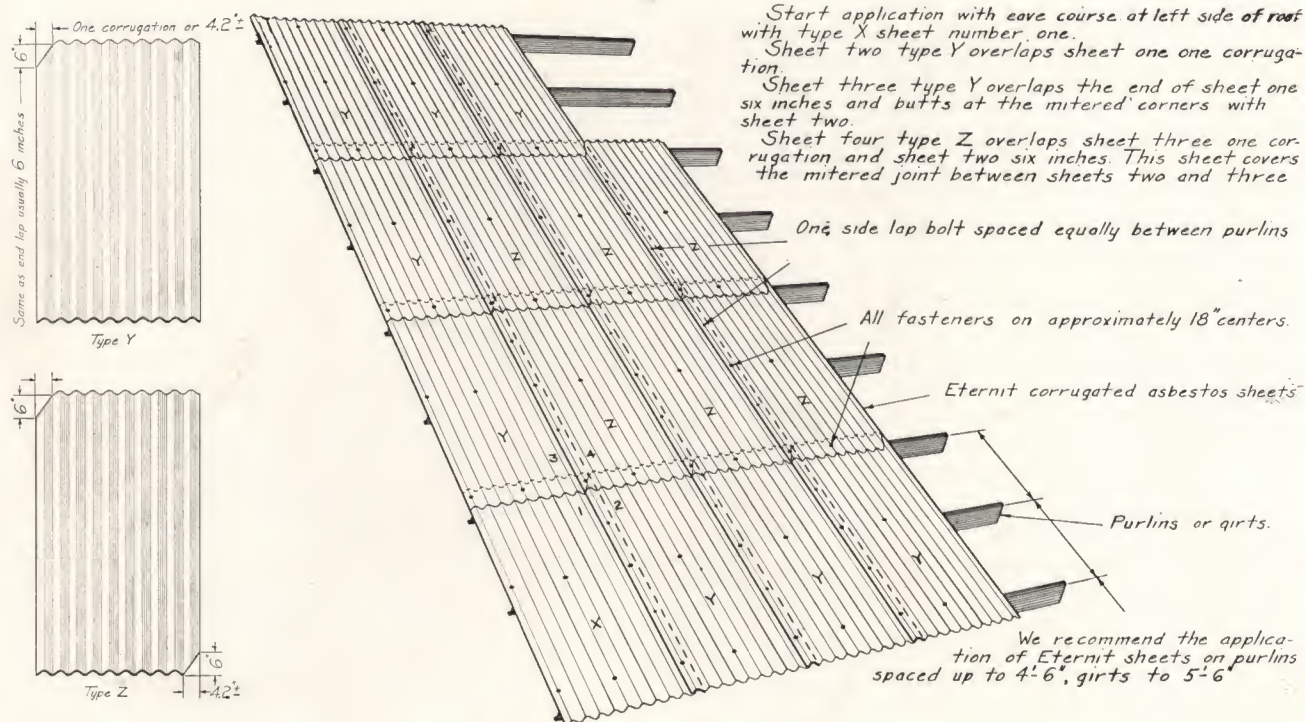 One corrugation or 4.2"±
6"
Same as end lap usually 6 inches
Type Y
6"
6"
Type Z
4.2"±
Y
Y
Y
Y
Z
Z
Z
Y
Z
Z
Z
3
4
2
X
Y
Y
Y
Start application with eave course at left side of roof
with type X sheet number one.
Sheet two type Y overlaps sheet one one corruga-
tion.
Sheet three type Y overlaps the end of sheet one
six inches and butts at the mitered corners with
sheet two.
Sheet four type Z overlaps sheet three one cor-
rugation and sheet two six inches. This sheet covers
the mitered joint between sheets two and three
One side lap bolt spaced equally between purlins
All fasteners on approximately 18" centers.
Eternit corrugated asbestos sheets
Purlins or girts.
We recommend the applica-
tion of Eternit sheets on purlins
spaced up to 4'-6", girts to 5'-6"